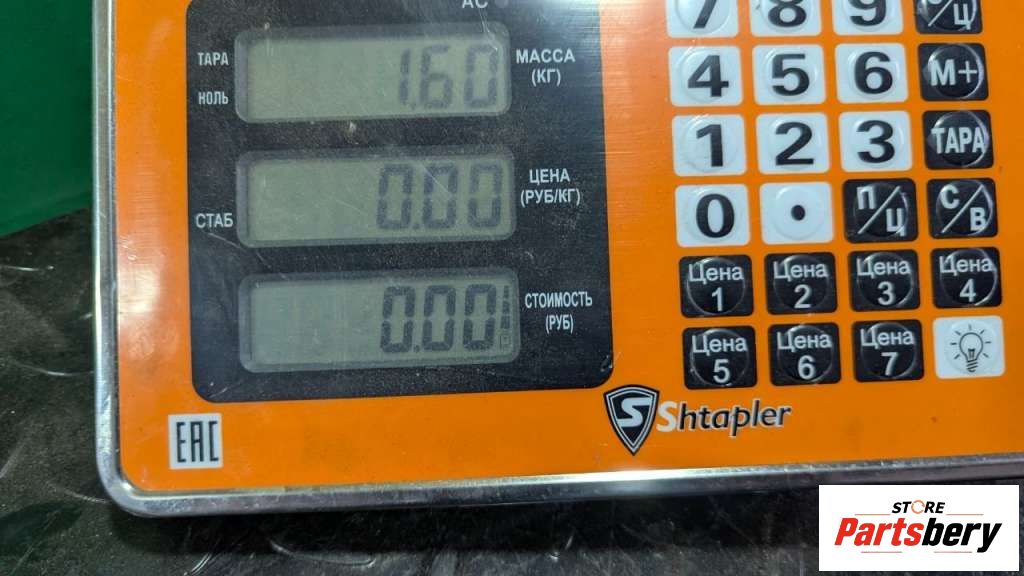 АС
ТАРА
НОЛЬ
1.60
МАССА
(КГ)
СТАБ
0.00
ЦЕНА
(РУБ/КГ)
0.00
СТОИМОСТЬ
(РУБ)
7 8 9
4 5 6 М+
1 2 3 ТАРА
0 • П/Ц С/В
Цена 1 Цена 2 Цена 3 Цена 4
Цена 5 Цена 6 Цена 7
S Shtapler
EAC
STORE
Partsbery